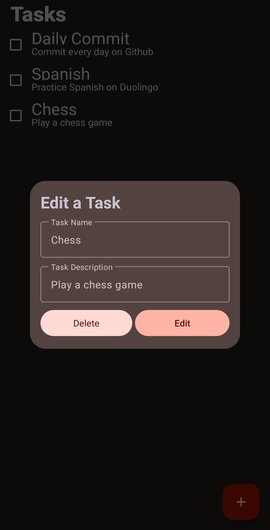 Tasks
Daily Commit
Commit every day on Github
Spanish
Practice Spanish on Duolingo
Chess
Play a chess game
Edit a Task
Task Name
Chess
Task Description
Play a chess game
Delete
Edit
+